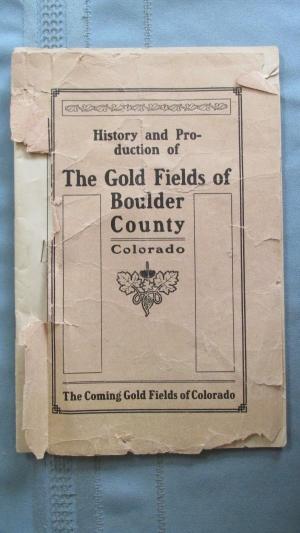 History and Pro-
duction of
The Gold Fields of
Boulder
County
Colorado
The Coming Gold Fields of Colorado